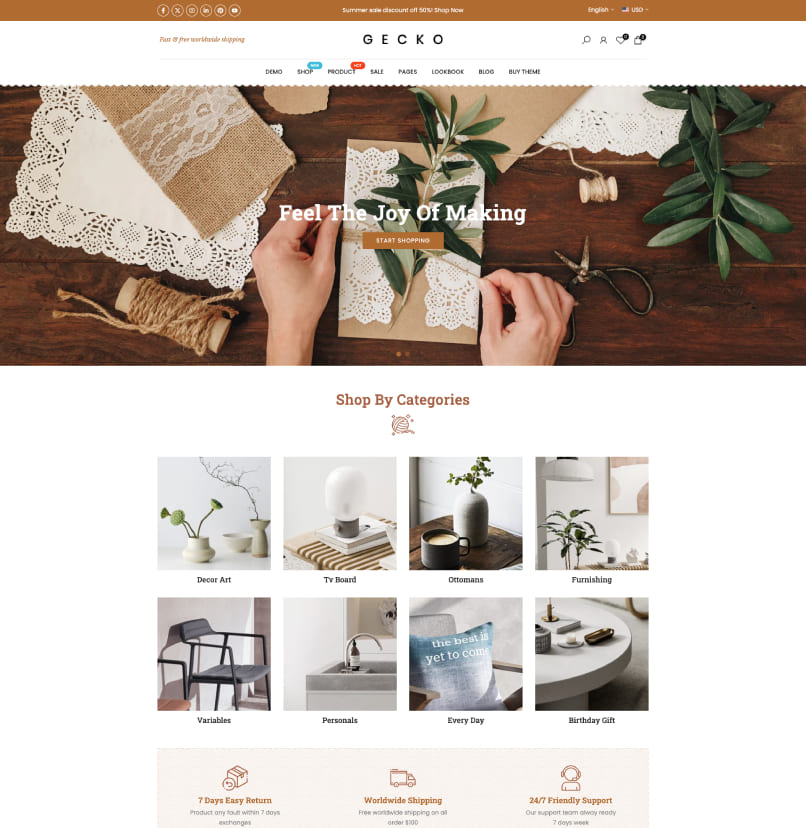 Summer sale discount off 50%! Shop Now
English
USD
Fast & free worldwide shipping
GECKO
0
0
NEW
HOT
DEMO SHOP PRODUCT SALE PAGES LOOKBOOK BLOG BUY THEME
Feel The Joy Of Making
START SHOPPING
Shop By Categories
Decor Art
Tv Board
Ottomans
Furnishing
the best is
yet to come
Variables
Personals
Every Day
Birthday Gift
7 Days Easy Return
Product any fault within 7 days
exchanges
Worldwide Shipping
Free worldwide shipping on all
order $100
24/7 Friendly Support
Our support team alway ready
7 days week